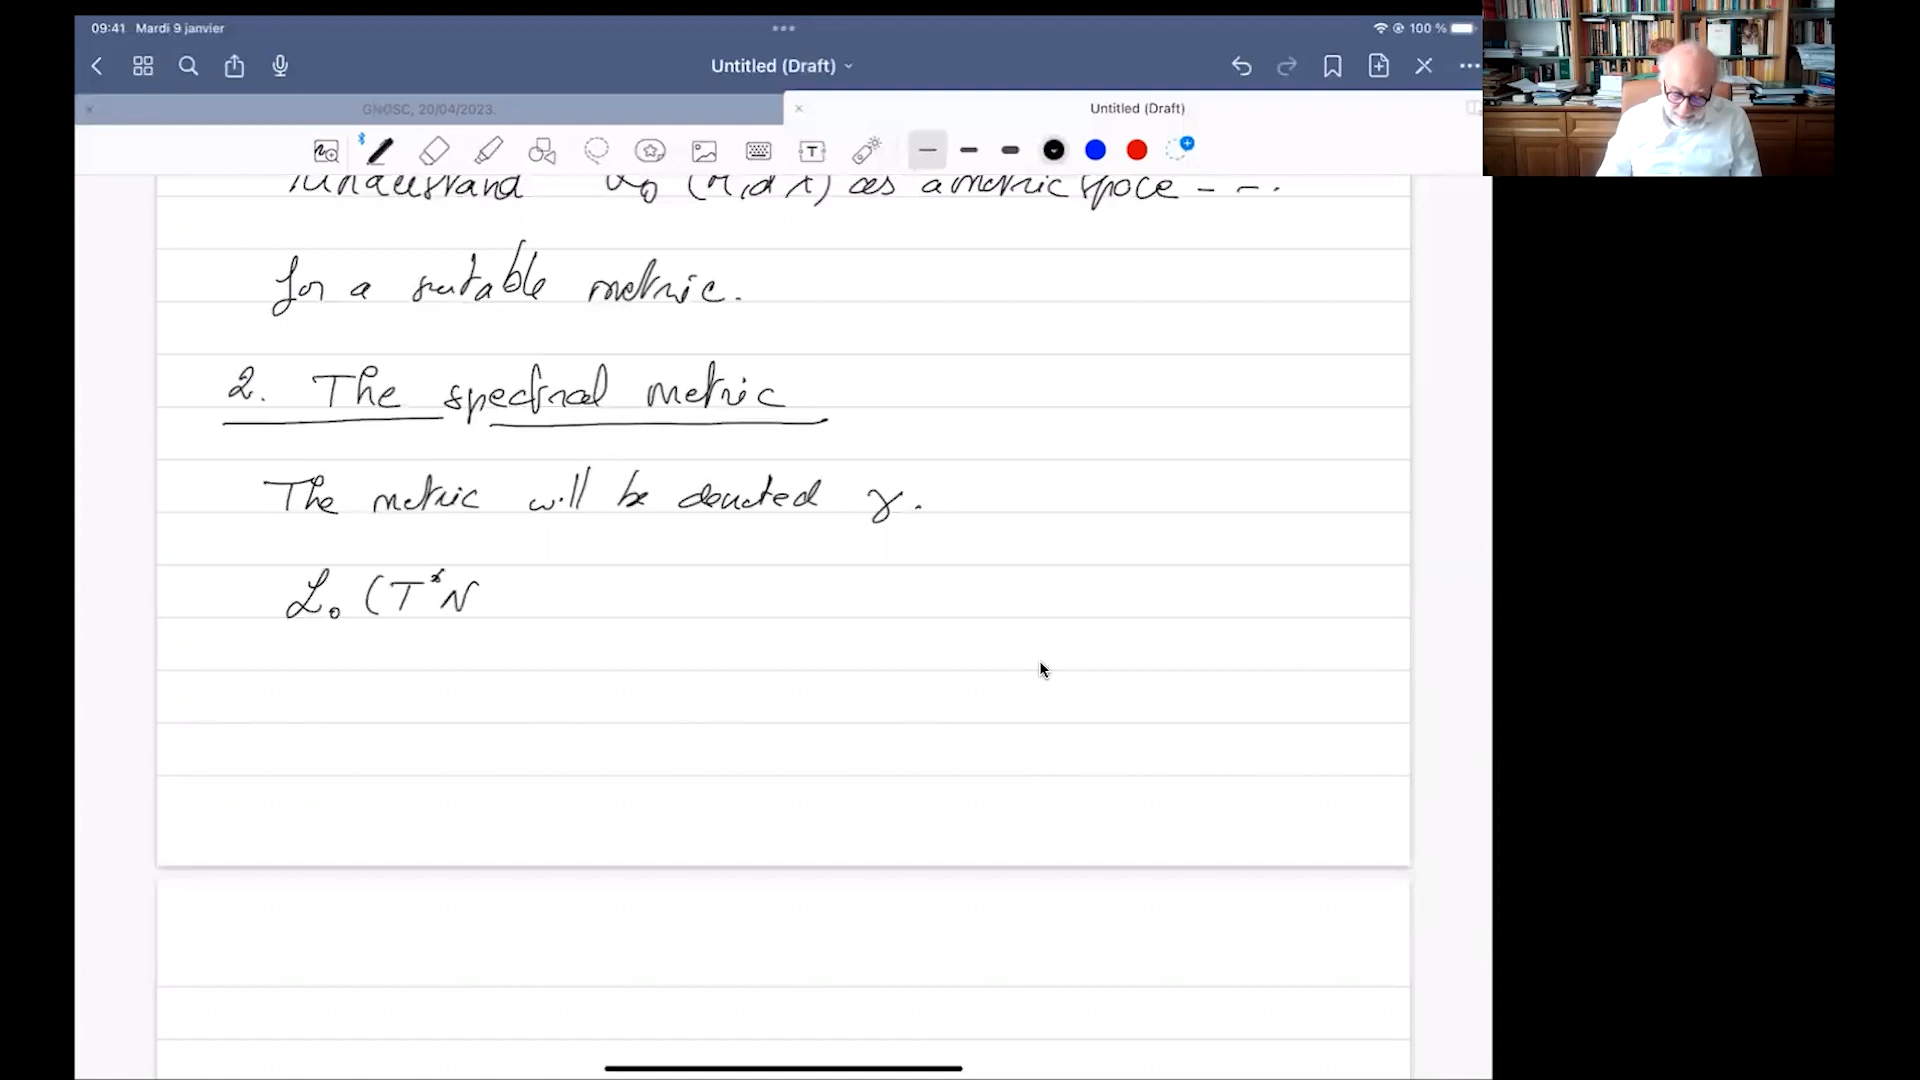 09:41 Mardi 9 janvier
100 %
Untitled (Draft)
GNOSC, 20/04/2023.
Untitled (Draft)
as a metric space - - .
for a suitable metric.
2. The spectral metric
The metric will be denoted γ.
ℒ₀ (T*N